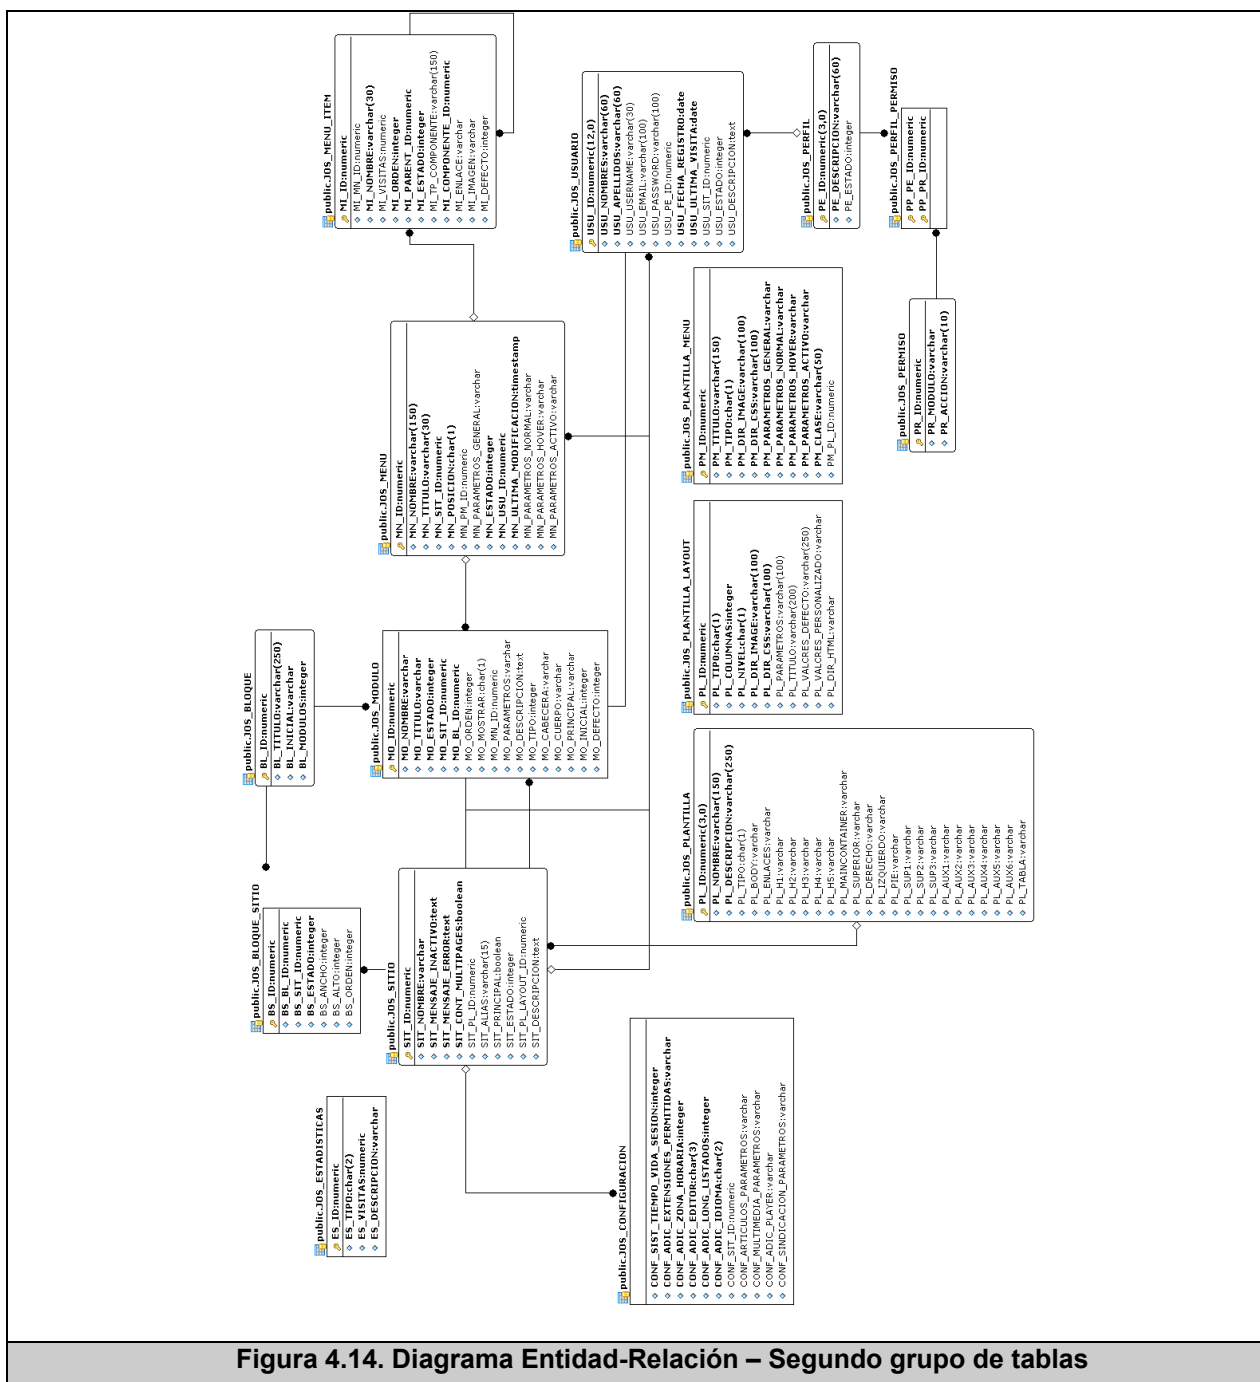 public.JOS_MENU_ITEM
MI_ID:numeric
MI_MN_ID:numeric
MI_NOMBRE:varchar(30)
MI_VISITAS:numeric
MI_ORDEN:integer
MI_PARENT_ID:numeric
MI_ESTADO:integer
MI_TP_COMPONENTE:varchar(150)
MI_COMPONENTE_ID:numeric
MI_ENLACE:varchar
MI_IMAGEN:varchar
MI_DEFECTO:integer
public.JOS_USUARIO
USU_ID:numeric(12,0)
USU_NOMBRES:varchar(60)
USU_APELLIDOS:varchar(60)
USU_USERNAME:varchar(30)
USU_EMAIL:varchar(100)
USU_PASSWORD:varchar(100)
USU_PE_ID:numeric
USU_FECHA_REGISTRO:date
USU_ULTIMA_VISITA:date
USU_SIT_ID:numeric
USU_ESTADO:integer
USU_DESCRIPCION:text
public.JOS_PERFIL
PE_ID:numeric(3,0)
PE_DESCRIPCION:varchar(60)
PE_ESTADO:integer
public.JOS_PERFIL_PERMISO
PP_PE_ID:numeric
PP_PR_ID:numeric
public.JOS_PERMISO
PR_ID:numeric
PR_MODULO:varchar
PR_ACCION:varchar(10)
public.JOS_MENU
MN_ID:numeric
MN_NOMBRE:varchar(150)
MN_TITULO:varchar(30)
MN_SIT_ID:numeric
MN_POSICION:char(1)
MN_PM_ID:numeric
MN_PARAMETROS_GENERAL:varchar
MN_ESTADO:integer
MN_USU_ID:numeric
MN_ULTIMA_MODIFICACION:timestamp
MN_PARAMETROS_NORMAL:varchar
MN_PARAMETROS_HOVER:varchar
MN_PARAMETROS_ACTIVO:varchar
public.JOS_PLANTILLA_MENU
PM_ID:numeric
PM_TITULO:varchar(150)
PM_TIPO:char(1)
PM_DIR_IMAGE:varchar(100)
PM_DIR_CSS:varchar(100)
PM_PARAMETROS_GENERAL:varchar
PM_PARAMETROS_NORMAL:varchar
PM_PARAMETROS_HOVER:varchar
PM_PARAMETROS_ACTIVO:varchar
PM_CLASE:varchar(50)
PM_PL_ID:numeric
public.JOS_BLOQUE
BL_ID:numeric
BL_TITULO:varchar(250)
BL_INICIAL:varchar
BL_MODULOS:integer
public.JOS_MODULO
MO_ID:numeric
MO_NOMBRE:varchar
MO_TITULO:varchar
MO_ESTADO:integer
MO_SIT_ID:numeric
MO_BL_ID:numeric
MO_ORDEN:integer
MO_MOSTRAR:char(1)
MO_MN_ID:numeric
MO_PARAMETROS:varchar
MO_DESCRIPCION:text
MO_TIPO:integer
MO_CABECERA:varchar
MO_CUERPO:varchar
MO_PRINCIPAL:varchar
MO_INICIAL:integer
MO_DEFECTO:integer
public.JOS_PLANTILLA_LAYOUT
PL_ID:numeric
PL_TIPO:char(1)
PL_COLUMNAS:integer
PL_NIVEL:char(1)
PL_DIR_IMAGE:varchar(100)
PL_DIR_CSS:varchar(100)
PL_PARAMETROS:varchar(100)
PL_TITULO:varchar(200)
PL_VALCRES_DEFECTO:varchar(250)
PL_VALCRES_PERSONALIZADO:varchar
PL_DIR_HTML:varchar
public.JOS_BLOQUE_SITIO
BS_ID:numeric
BS_BL_ID:numeric
BS_SIT_ID:numeric
BS_ESTADO:integer
BS_ANCHO:integer
BS_ALTO:integer
BS_ORDEN:integer
public.JOS_SITIO
SIT_ID:numeric
SIT_NOMBRE:varchar
SIT_MENSAJE_INACTIVO:text
SIT_MENSAJE_ERROR:text
SIT_CONT_MULTIPAGES:boolean
SIT_PL_ID:numeric
SIT_ALIAS:varchar(15)
SIT_PRINCIPAL:boolean
SIT_ESTADO:integer
SIT_PL_LAYOUT_ID:numeric
SIT_DESCRIPCION:text
public.JOS_PLANTILLA
PL_ID:numeric(3,0)
PL_NOMBRE:varchar(150)
PL_DESCRIPCION:varchar(250)
PL_TIPO:char(1)
PL_BODY:varchar
PL_ENLACES:varchar
PL_H1:varchar
PL_H2:varchar
PL_H3:varchar
PL_H4:varchar
PL_H5:varchar
PL_MAINCONTAINER:varchar
PL_SUPERIOR:varchar
PL_DERECHO:varchar
PL_IZQUIERDO:varchar
PL_PIE:varchar
PL_SUP1:varchar
PL_SUP2:varchar
PL_SUP3:varchar
PL_AUX1:varchar
PL_AUX2:varchar
PL_AUX3:varchar
PL_AUX4:varchar
PL_AUX5:varchar
PL_AUX6:varchar
PL_TABLA:varchar
public.JOS_ESTADISTICAS
ES_ID:numeric
ES_TIPO:char(2)
ES_VISITAS:numeric
ES_DESCRIPCION:varchar
public.JOS_CONFIGURACION
CONF_SIST_TIEMPO_VIDA_SESION:integer
CONF_ADIC_EXTENSIONES_PERMITIDAS:varchar
CONF_ADIC_ZONA_HORARIA:integer
CONF_ADIC_EDITOR:char(3)
CONF_ADIC_LONG_LISTADOS:integer
CONF_ADIC_IDIOMA:char(2)
CONF_SIT_ID:numeric
CONF_ARTICULOS_PARAMETROS:varchar
CONF_MULTIMEDIA_PARAMETROS:varchar
CONF_ADIC_PLAYER:varchar
CONF_SINDICACION_PARAMETROS:varchar
Figura 4.14. Diagrama Entidad-Relación – Segundo grupo de tablas